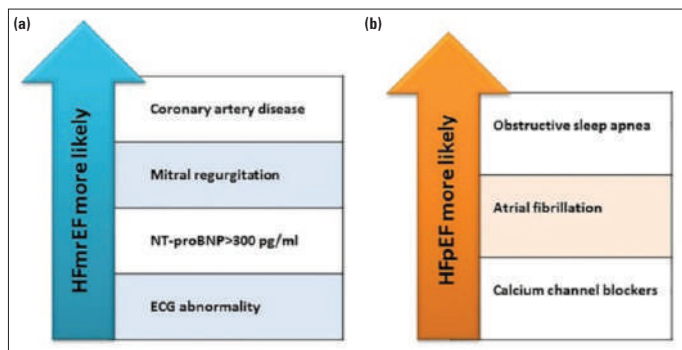 (a)
HFmrEF more likely
Coronary artery disease
Mitral regurgitation
NT-proBNP>300 pg/ml
ECG abnormality
(b)
HFpEF more likely
Obstructive sleep apnea
Atrial fibrillation
Calcium channel blockers